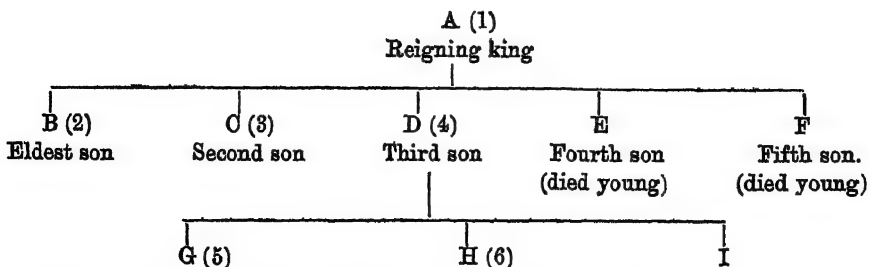 A (1)
Reigning king
B (2) C (3) D (4) E F
Eldest son Second son Third son Fourth son Fifth son.
(died young) (died young)
G (5) H (6) I